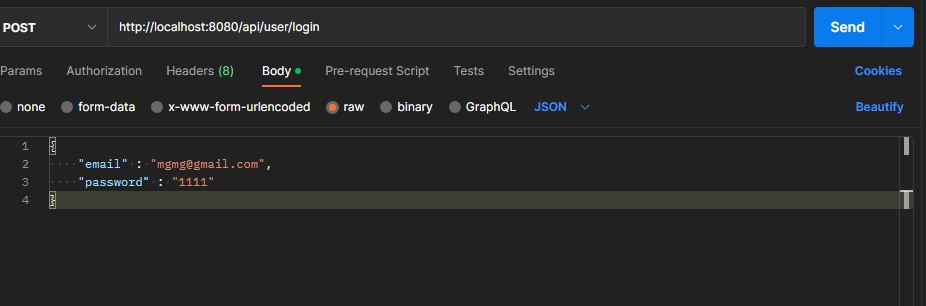 POST http://localhost:8080/api/user/login Send
Params Authorization Headers (8) Body Pre-request Script Tests Settings Cookies
none form-data x-www-form-urlencoded raw binary GraphQL JSON Beautify
1 {
2 "email" : "mgmg@gmail.com",
3 "password" : "1111"
4 }